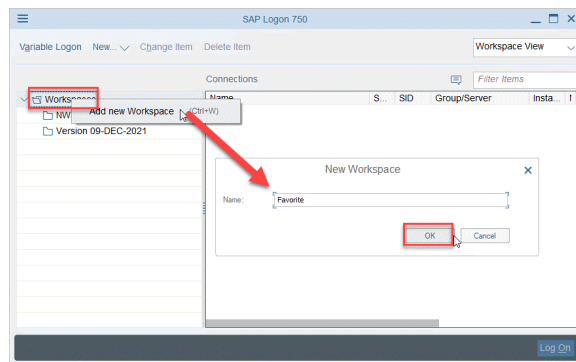 SAP Logon 750
Variable Logon New... Change Item Delete Item Workspace View
Connections Filter Items
Workspaces Name S... SID Group/Server Insta...
Add new Workspace (Ctrl+W)
NW
Version 09-DEC-2021
New Workspace
Name: Favorite
OK Cancel
Log On